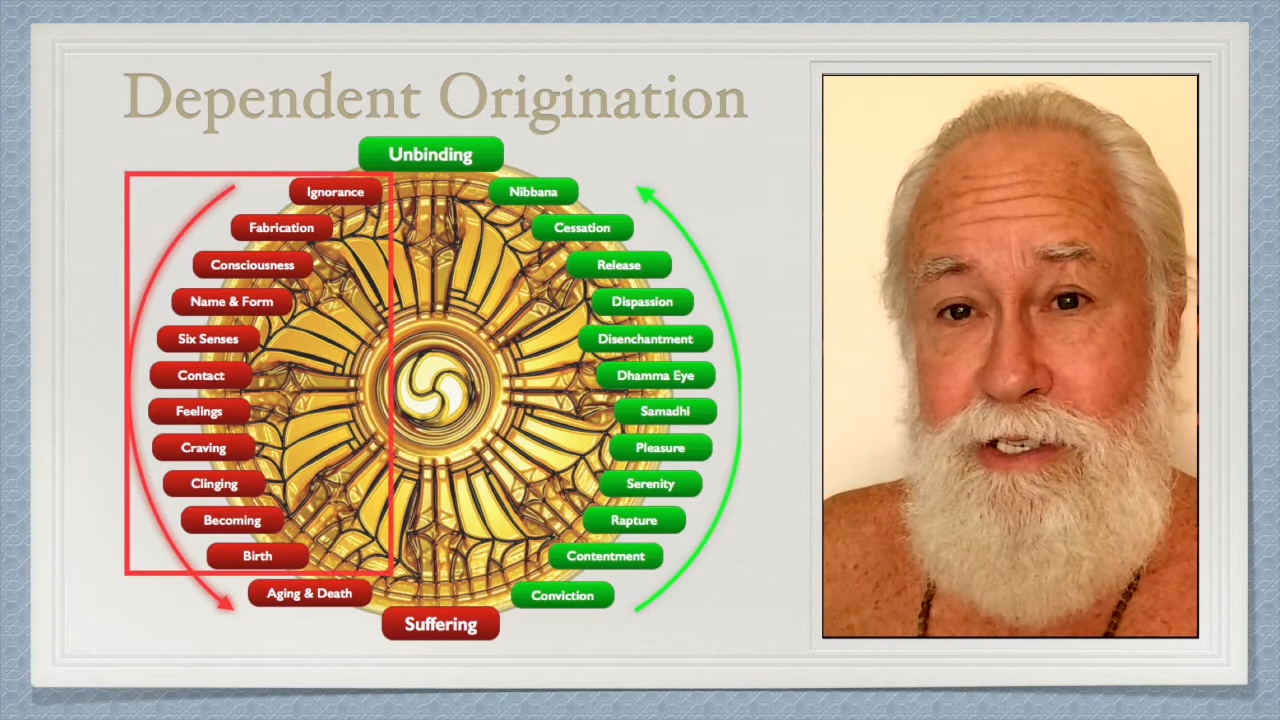 Dependent Origination
Unbinding
Ignorance
Fabrication
Consciousness
Name & Form
Six Senses
Contact
Feelings
Craving
Clinging
Becoming
Birth
Aging & Death
Suffering
Nibbana
Cessation
Release
Dispassion
Disenchantment
Dhamma Eye
Samadhi
Pleasure
Serenity
Rapture
Contentment
Conviction